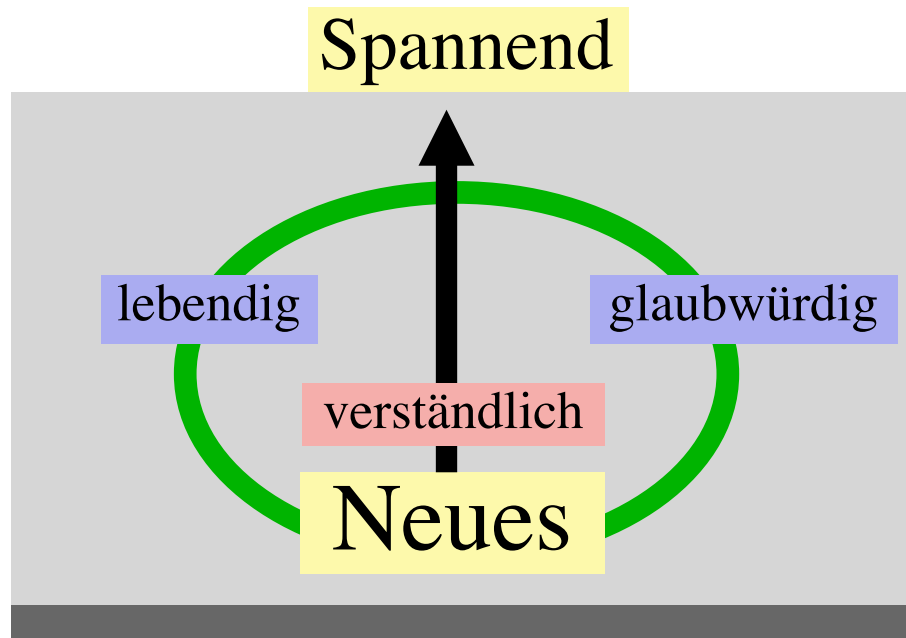 Spannend
lebendig
glaubwürdig
verständlich
Neues